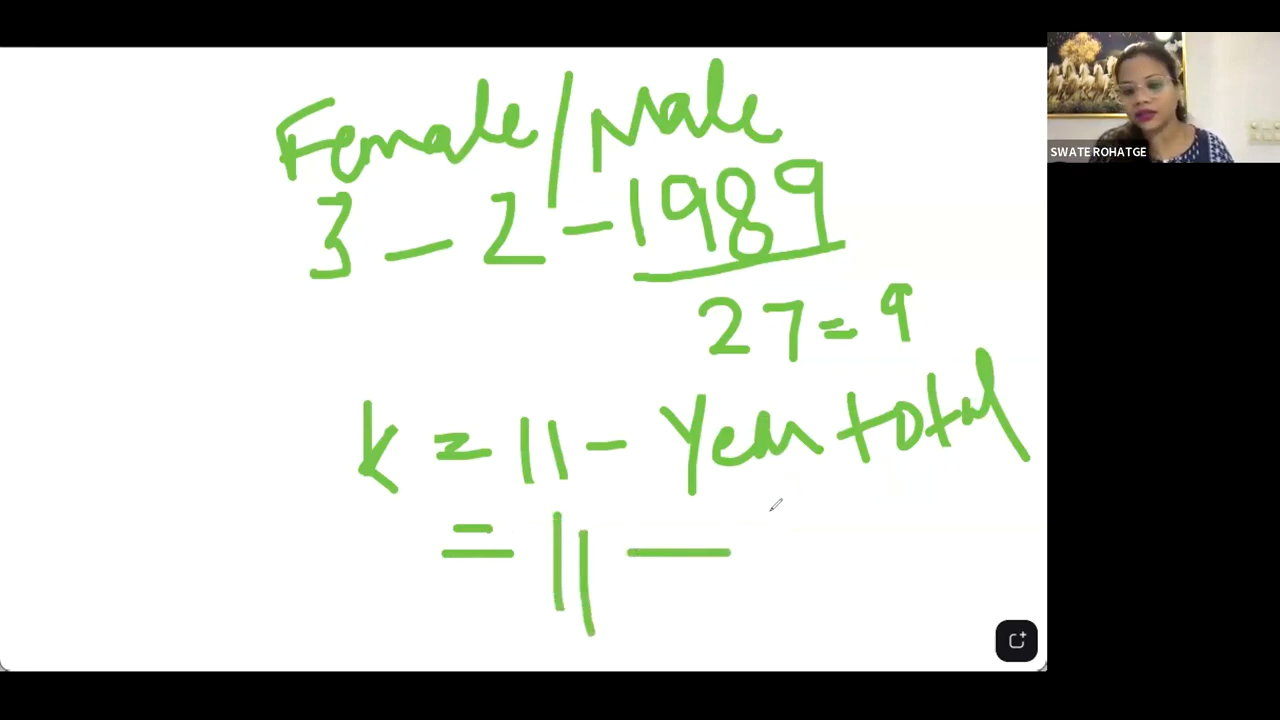 Female/Male
3-2-1989
27=9
K = 11 - Year total
= 11 -
SWATE ROHATGE